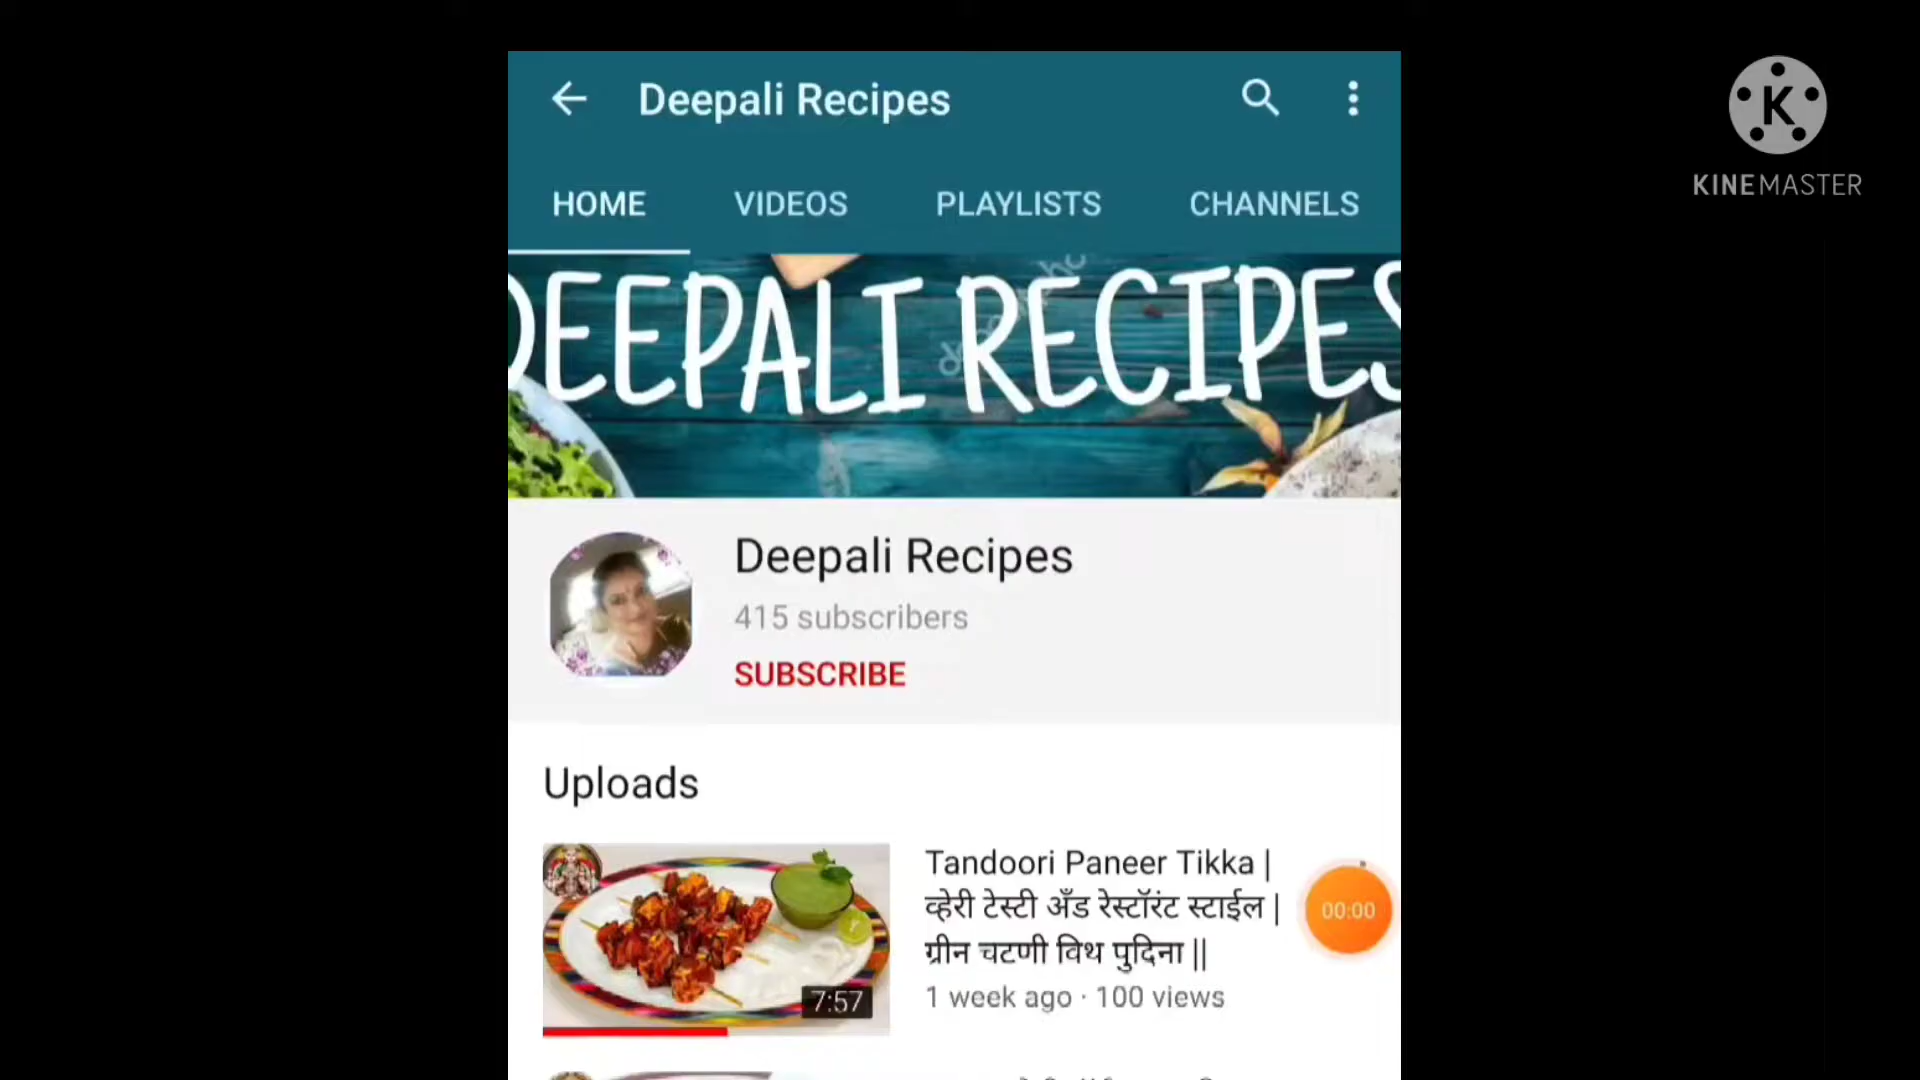 Deepali Recipes
K
KINEMASTER
HOME VIDEOS PLAYLISTS CHANNELS
DEEPALI RECIPES
Deepali Recipes
415 subscribers
SUBSCRIBE
Uploads
Tandoori Paneer Tikka |
व्हेरी टेस्टी अँड रेस्टॉरंट स्टाईल |
ग्रीन चटणी विथ पुदिना ||
1 week ago · 100 views
7:57
00:00